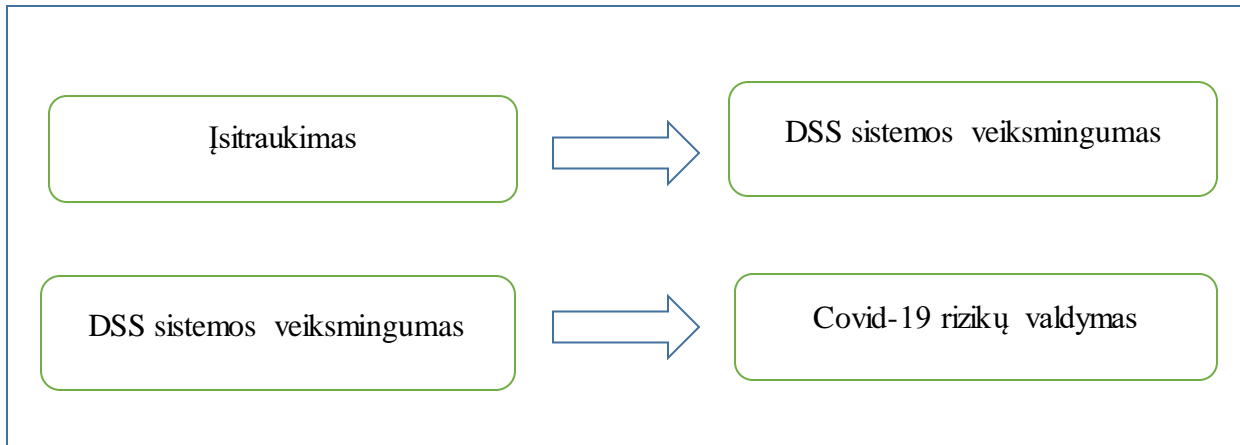 Įsitraukimas
DSS sistemos veiksmingumas
DSS sistemos veiksmingumas
Covid-19 rizikų valdymas